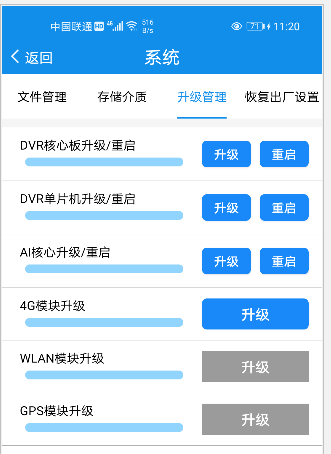 中国联通 HD 4G 516 B/s 71 11:20
返回 系统
文件管理 存储介质 升级管理 恢复出厂设置
DVR核心板升级/重启 升级 重启
DVR单片机升级/重启 升级 重启
AI核心升级/重启 升级 重启
4G模块升级 升级
WLAN模块升级 升级
GPS模块升级 升级